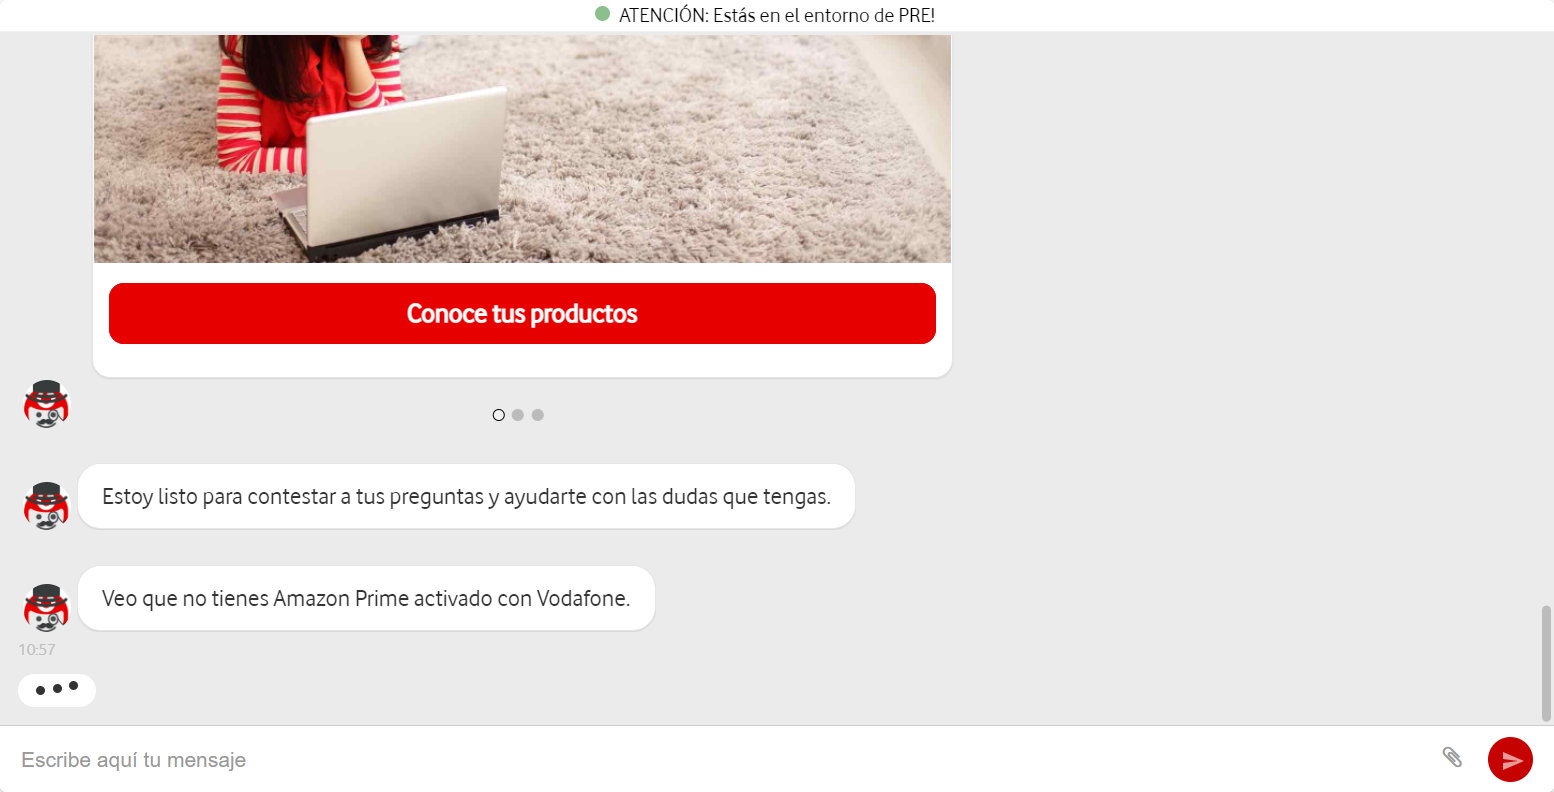 ATENCIÓN: Estás en el entorno de PRE!
Conoce tus productos
Estoy listo para contestar a tus preguntas y ayudarte con las dudas que tengas.
Veo que no tienes Amazon Prime activado con Vodafone.
10:57
Escribe aquí tu mensaje